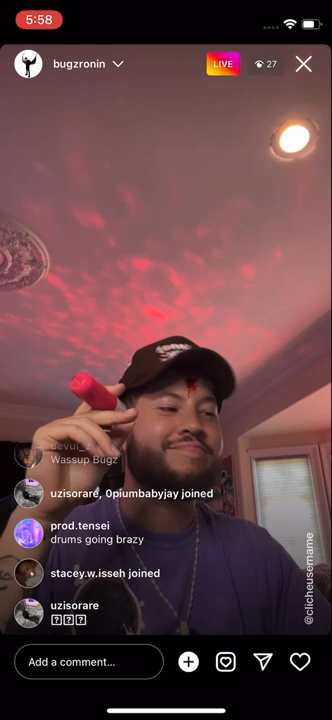 5:58
bugzronin
LIVE
27
Wassup Bugz
uzisorare, 0piumbabyjay joined
prod.tensei
drums going brazy
stacey.w.isseh joined
uzisorare
@clicheusername
Add a comment...